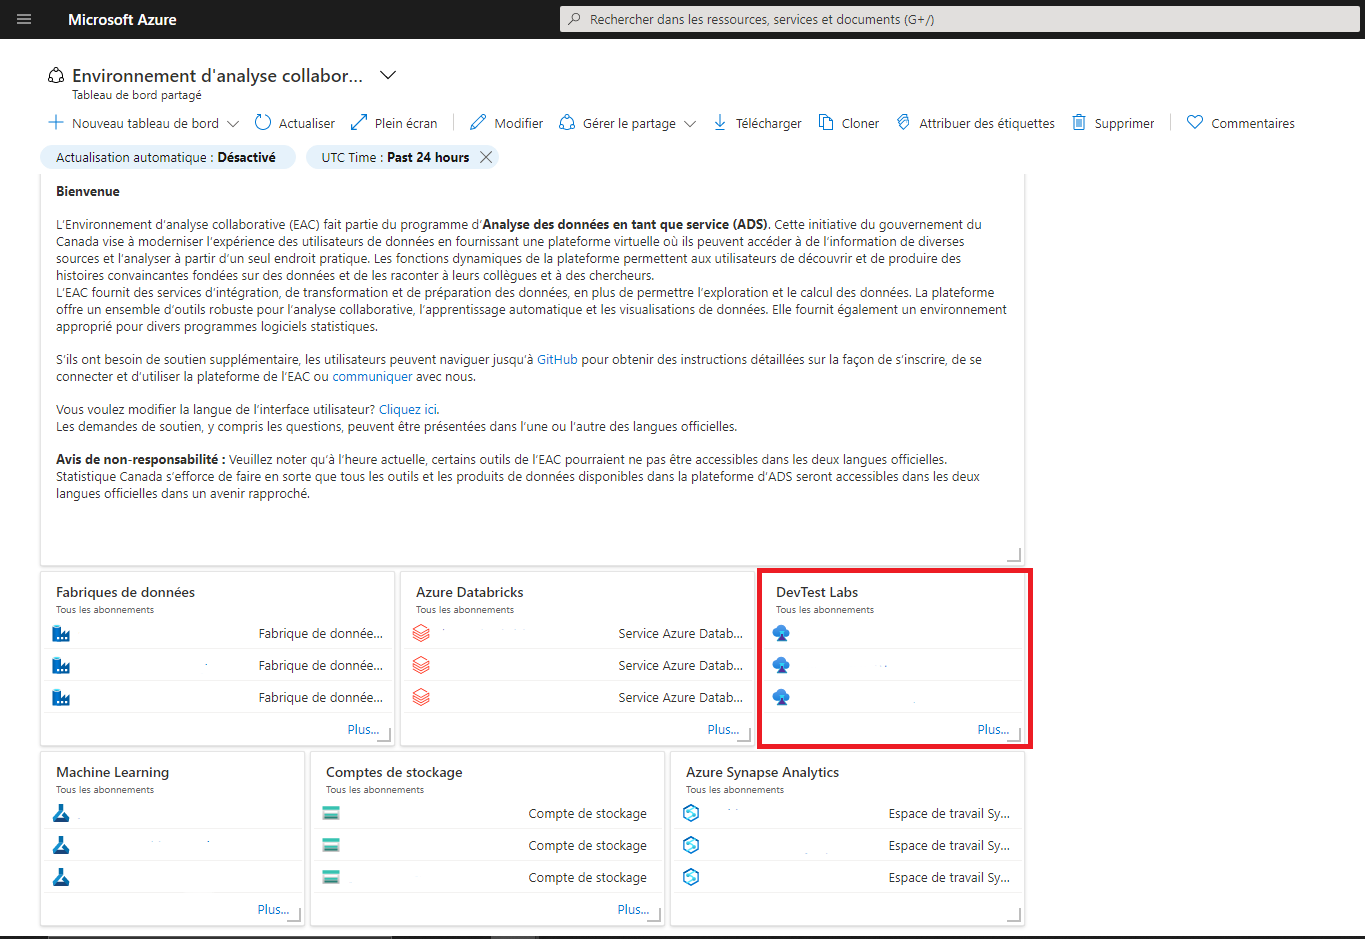 Microsoft Azure
Rechercher dans les ressources, services et documents (G+/)
Environnement d'analyse collabor...
Tableau de bord partagé
Nouveau tableau de bord
Actualiser
Plein écran
Modifier
Gérer le partage
Télécharger
Cloner
Attribuer des étiquettes
Supprimer
Commentaires
Actualisation automatique : Désactivé
UTC Time : Past 24 hours
Bienvenue
L'Environnement d'analyse collaborative (EAC) fait partie du programme d'Analyse des données en tant que service (ADS). Cette initiative du gouvernement du
Canada vise à moderniser l'expérience des utilisateurs de données en fournissant une plateforme virtuelle où ils peuvent accéder à de l'information de diverses
sources et l'analyser à partir d'un seul endroit pratique. Les fonctions dynamiques de la plateforme permettent aux utilisateurs de découvrir et de produire des
histoires convaincantes fondées sur des données et de les raconter à leurs collègues et à des chercheurs.
L'EAC fournit des services d'intégration, de transformation et de préparation des données, en plus de permettre l'exploration et le calcul des données. La plateforme
offre un ensemble d'outils robuste pour l'analyse collaborative, l'apprentissage automatique et les visualisations de données. Elle fournit également un environnement
approprié pour divers programmes logiciels statistiques.
S'ils ont besoin de soutien supplémentaire, les utilisateurs peuvent naviguer jusqu'à GitHub pour obtenir des instructions détaillées sur la façon de s'inscrire, de se
connecter et d'utiliser la plateforme de l'EAC ou communiquer avec nous.
Vous voulez modifier la langue de l'interface utilisateur? Cliquez ici.
Les demandes de soutien, y compris les questions, peuvent être présentées dans l'une ou l'autre des langues officielles.
Avis de non-responsabilité : Veuillez noter qu'à l'heure actuelle, certains outils de l'EAC pourraient ne pas être accessibles dans les deux langues officielles.
Statistique Canada s'efforce de faire en sorte que tous les outils et les produits de données disponibles dans la plateforme d'ADS seront accessibles dans les deux
langues officielles dans un avenir rapproché.
Fabriques de données
Tous les abonnements
Fabrique de donnée...
Fabrique de donnée...
Fabrique de donnée...
Plus...
Azure Databricks
Tous les abonnements
Service Azure Datab...
Service Azure Datab...
Service Azure Datab...
Plus...
DevTest Labs
Tous les abonnements
Plus...
Machine Learning
Tous les abonnements
Plus...
Comptes de stockage
Tous les abonnements
Compte de stockage
Compte de stockage
Compte de stockage
Plus...
Azure Synapse Analytics
Tous les abonnements
Espace de travail Sy...
Espace de travail Sy...
Espace de travail Sy...